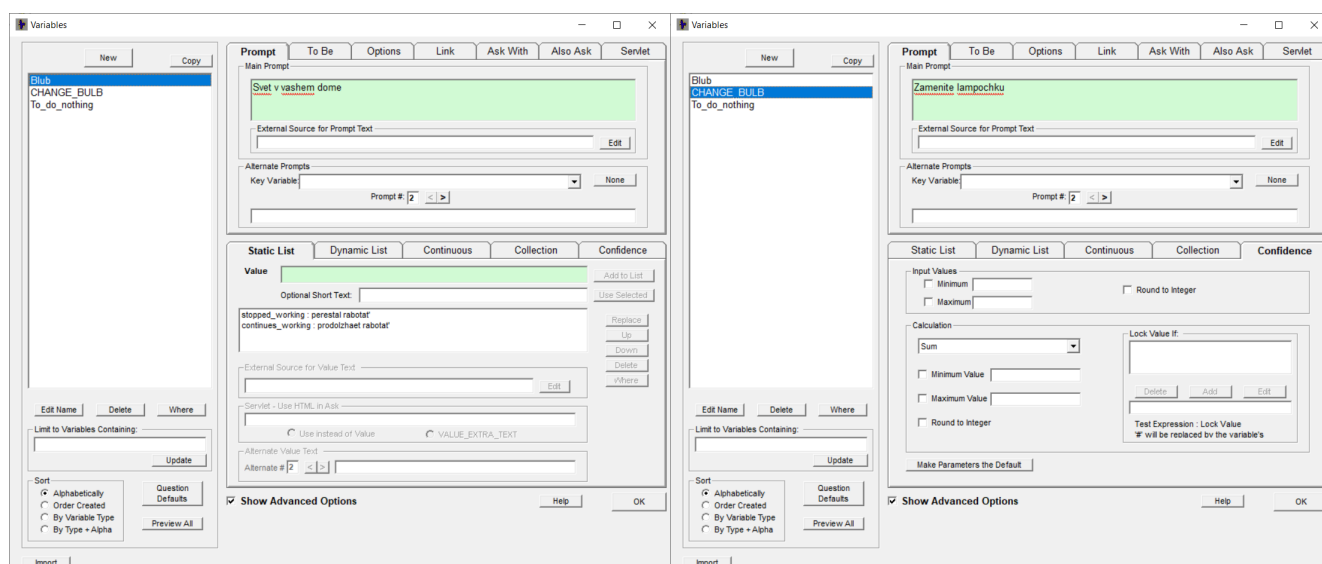 Variables
New
Copy
Blub
CHANGE_BULB
To_do_nothing
Edit Name Delete Where
Limit to Variables Containing:
Update
Sort
Alphabetically
Order Created
By Variable Type
By Type + Alpha
Question Defaults
Preview All
Import
Prompt To Be Options Link Ask With Also Ask Servlet
Main Prompt
Svet v vashem dome
External Source for Prompt Text
Edit
Alternate Prompts
Key Variable: None
Prompt #: 2 < >
Static List Dynamic List Continuous Collection Confidence
Value Add to List
Optional Short Text: Use Selected
stopped_working : perestal rabotat'
continues_working : prodolzhaet rabotat'
Replace
Up
Down
Delete
Where
External Source for Value Text
Edit
Servlet - Use HTML in Ask
Use instead of Value VALUE_EXTRA_TEXT
Alternate Value Text
Alternate # 2 < >
Show Advanced Options Help OK
Variables
New
Copy
Blub
CHANGE_BULB
To_do_nothing
Edit Name Delete Where
Limit to Variables Containing:
Update
Sort
Alphabetically
Order Created
By Variable Type
By Type + Alpha
Question Defaults
Preview All
Import
Prompt To Be Options Link Ask With Also Ask Servlet
Main Prompt
Zamenite lampochku
External Source for Prompt Text
Edit
Alternate Prompts
Key Variable: None
Prompt #: 2 < >
Static List Dynamic List Continuous Collection Confidence
Input Values
Minimum
Maximum
Round to Integer
Calculation
Sum
Minimum Value
Maximum Value
Round to Integer
Lock Value If:
Delete Add Edit
Test Expression : Lock Value
'#' will be replaced by the variable's
Make Parameters the Default
Show Advanced Options Help OK